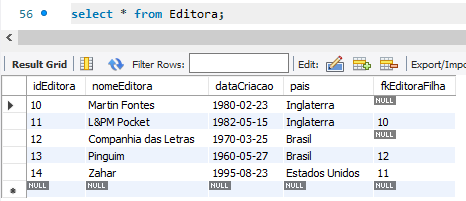 56 select * from Editora;
Result Grid Filter Rows: Edit: Export/Impo
idEditora nomeEditora dataCriacao pais fkEditoraFilha
10 Martin Fontes 1980-02-23 Inglaterra NULL
11 L&PM Pocket 1982-05-15 Inglaterra 10
12 Companhia das Letras 1970-03-25 Brasil NULL
13 Pinguim 1960-05-27 Brasil 12
14 Zahar 1995-08-23 Estados Unidos 11
NULL NULL NULL NULL NULL